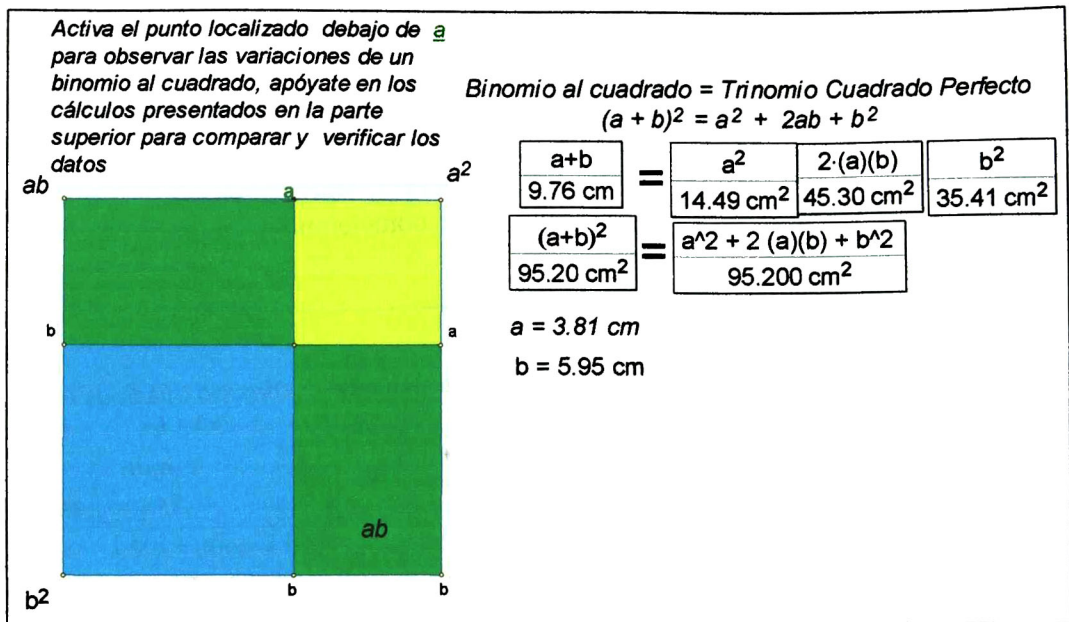 Activa el punto localizado debajo de a
para observar las variaciones de un
binomio al cuadrado, apóyate en los
cálculos presentados en la parte
superior para comparar y verificar los
datos
Binomio al cuadrado = Trinomio Cuadrado Perfecto
(a + b)² = a² + 2ab + b²
a+b
9.76 cm
=
a²
14.49 cm²
2·(a)(b)
45.30 cm²
b²
35.41 cm²
(a+b)²
95.20 cm²
=
a^2 + 2 (a)(b) + b^2
95.200 cm²
a = 3.81 cm
b = 5.95 cm
ab
a
a²
b
a
ab
b²
b
b